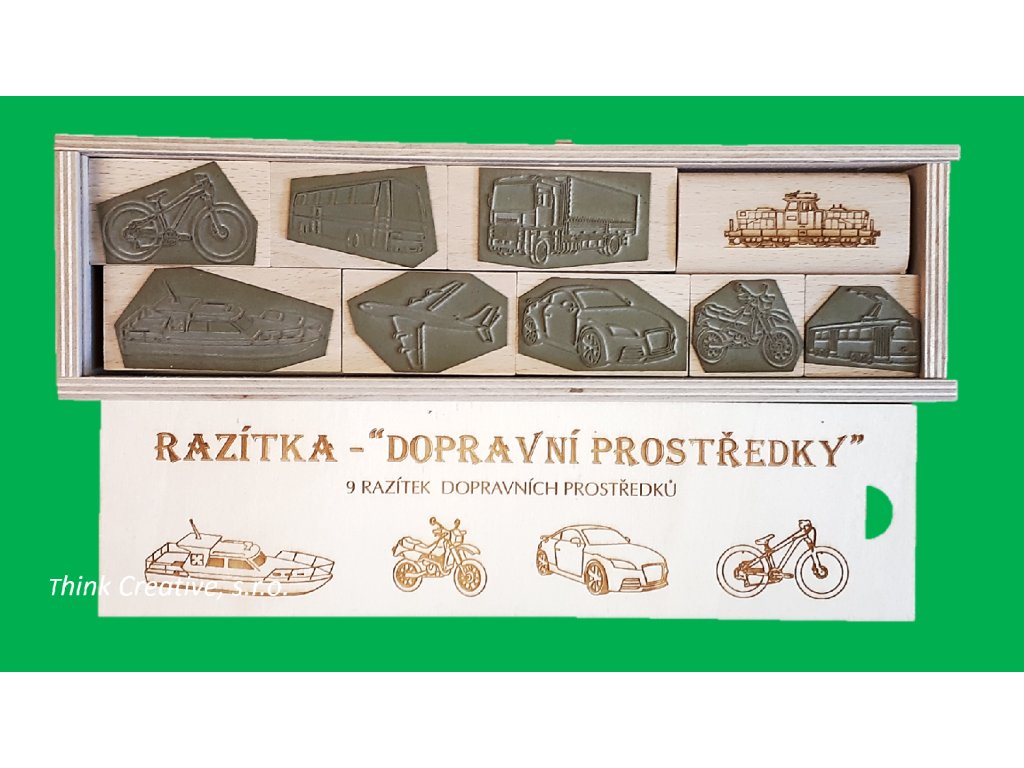 RAZÍTKA - “DOPRAVNÍ PROSTŘEDKY”
9 RAZÍTEK DOPRAVNÍCH PROSTŘEDKŮ
Think Creative, s.r.o.